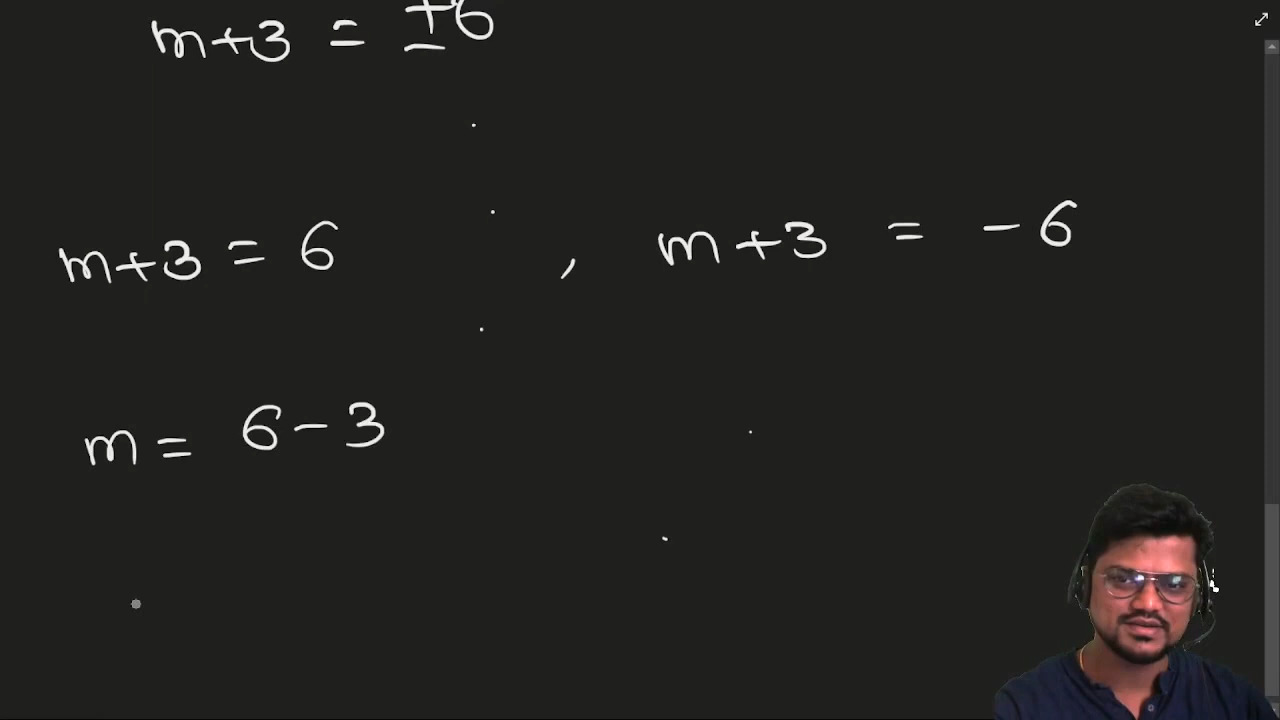 m+3 = ±6
m+3 = 6 , m+3 = -6
m = 6-3